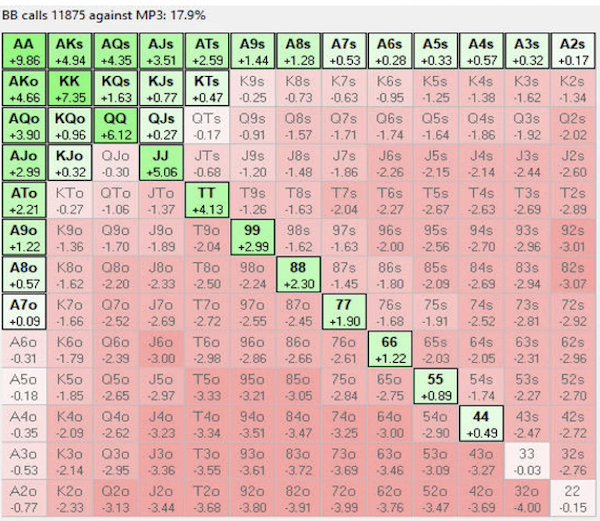 BB calls 11875 against MP3: 17.9%
AA AKs AQs AJs ATs A9s A8s A7s A6s A5s A4s A3s A2s
+9.86 +4.94 +4.35 +3.51 +2.59 +1.44 +1.28 +0.53 +0.28 +0.33 +0.57 +0.32 +0.17
AKo KK KQs KJs KTs K9s K8s K7s K6s K5s K4s K3s K2s
+4.66 +7.35 +1.63 +0.77 +0.47 -0.25 -0.73 -0.63 -0.95 -1.25 -1.38 -1.62 -1.34
AQo KQo QQ QJs QTs Q9s Q8s Q7s Q6s Q5s Q4s Q3s Q2s
+3.90 +0.96 +6.12 +0.27 -0.17 -0.91 -1.57 -1.71 -1.74 -1.64 -1.86 -1.92 -2.02
AJo KJo QJo JJ JTs J9s J8s J7s J6s J5s J4s J3s J2s
+2.99 +0.32 -0.30 +5.06 -0.68 -1.20 -1.48 -1.86 -2.26 -2.15 -2.14 -2.44 -2.60
ATo KTo QTo JTo TT T9s T8s T7s T6s T5s T4s T3s T2s
+2.21 -0.27 -1.06 -1.37 +4.13 -1.26 -1.63 -2.04 -2.27 -2.67 -2.63 -2.69 -2.89
A9o K9o Q9o J9o T9o 99 98s 97s 96s 95s 94s 93s 92s
+1.22 -1.36 -1.70 -1.89 -2.04 +2.99 -1.62 -1.63 -2.00 -2.56 -2.70 -2.96 -3.01
A8o K8o Q8o J8o T8o 98o 88 87s 86s 85s 84s 83s 82s
+0.57 -1.62 -2.20 -2.33 -2.50 -2.24 +2.30 -1.45 -1.80 -2.09 -2.69 -2.94 -3.07
A7o K7o Q7o J7o T7o 97o 87o 77 76s 75s 74s 73s 72s
+0.09 -1.66 -2.52 -2.69 -2.72 -2.55 -2.45 +1.90 -1.68 -1.91 -2.52 -2.81 -2.92
A6o K6o Q6o J6o T6o 96o 86o 76o 66 65s 64s 63s 62s
-0.31 -1.79 -2.39 -3.00 -2.98 -2.86 -2.66 -2.61 +1.22 -2.03 -2.05 -2.31 -2.96
A5o K5o Q5o J5o T5o 95o 85o 75o 65o 55 54s 53s 52s
-0.18 -1.85 -2.65 -2.97 -3.33 -3.21 -3.05 -2.84 -2.75 +0.89 -1.74 -2.27 -2.70
A4o K4o Q4o J4o T4o 94o 84o 74o 64o 54o 44 43s 42s
-0.35 -2.09 -2.62 -3.23 -3.34 -3.51 -3.47 -3.25 -3.00 -2.90 +0.49 -2.47 -2.72
A3o K3o Q3o J3o T3o 93o 83o 73o 63o 53o 43o 33 32s
-0.53 -2.14 -2.95 -3.36 -3.55 -3.61 -3.72 -3.69 -3.46 -3.09 -3.27 -0.03 -2.76
A2o K2o Q2o J2o T2o 92o 82o 72o 62o 52o 42o 32o 22
-0.77 -2.33 -3.13 -3.44 -3.68 -3.80 -3.91 -3.99 -3.77 -3.47 -3.69 -4.00 -0.15